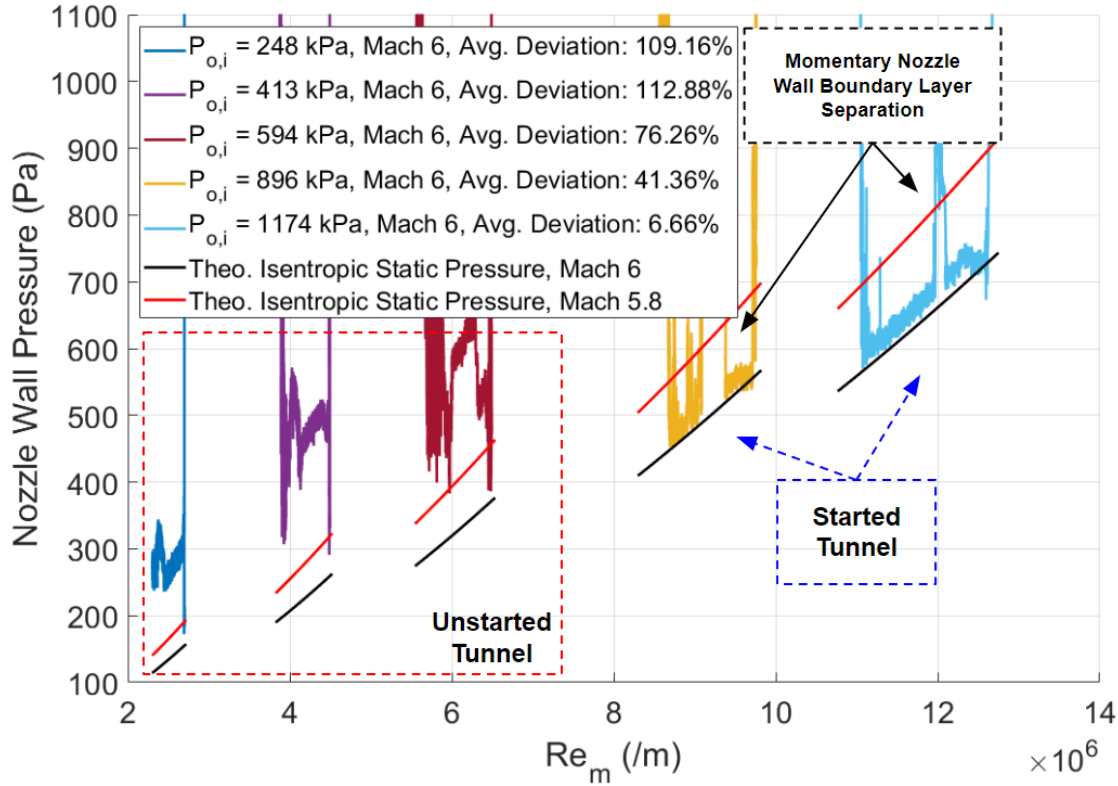 1100
1000
900
800
700
600
500
400
300
200
100
Nozzle Wall Pressure (Pa)
P_o,i = 248 kPa, Mach 6, Avg. Deviation: 109.16%
P_o,i = 413 kPa, Mach 6, Avg. Deviation: 112.88%
P_o,i = 594 kPa, Mach 6, Avg. Deviation: 76.26%
P_o,i = 896 kPa, Mach 6, Avg. Deviation: 41.36%
P_o,i = 1174 kPa, Mach 6, Avg. Deviation: 6.66%
Theo. Isentropic Static Pressure, Mach 6
Theo. Isentropic Static Pressure, Mach 5.8
Momentary Nozzle
Wall Boundary Layer
Separation
Started
Tunnel
Unstarted
Tunnel
2 4 6 8 10 12 14
Re_m (/m)
×10^6